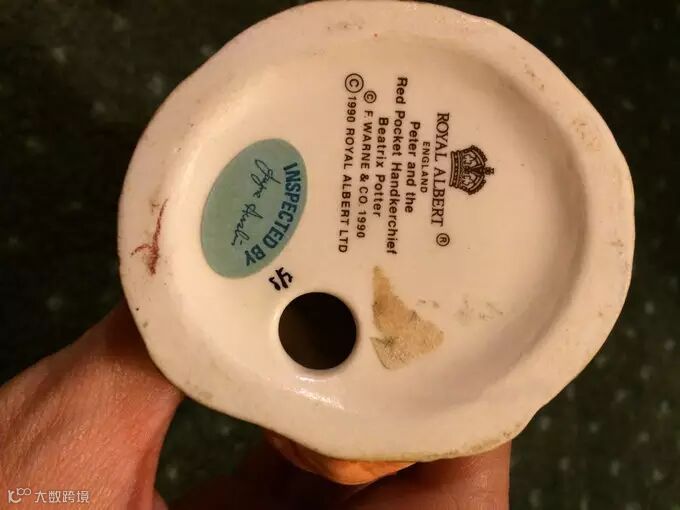 ROYAL ALBERT ®
ENGLAND
Peter and the
Red Pocket Handkerchief
Beatrix Potter
© F. WARNE & CO. 1990
© 1990 ROYAL ALBERT LTD
INSPECTED BY
大数跨境